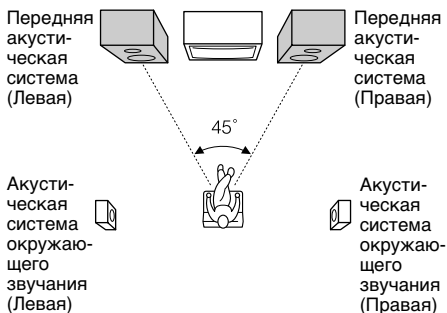 Передняя
акусти-
ческая
система
(Левая)
Передняя
акусти-
ческая
система
(Правая)
45°
Акусти-
ческая
система
окружаю-
щего
звучания
(Левая)
Акусти-
ческая
система
окружаю-
щего
звучания
(Правая)